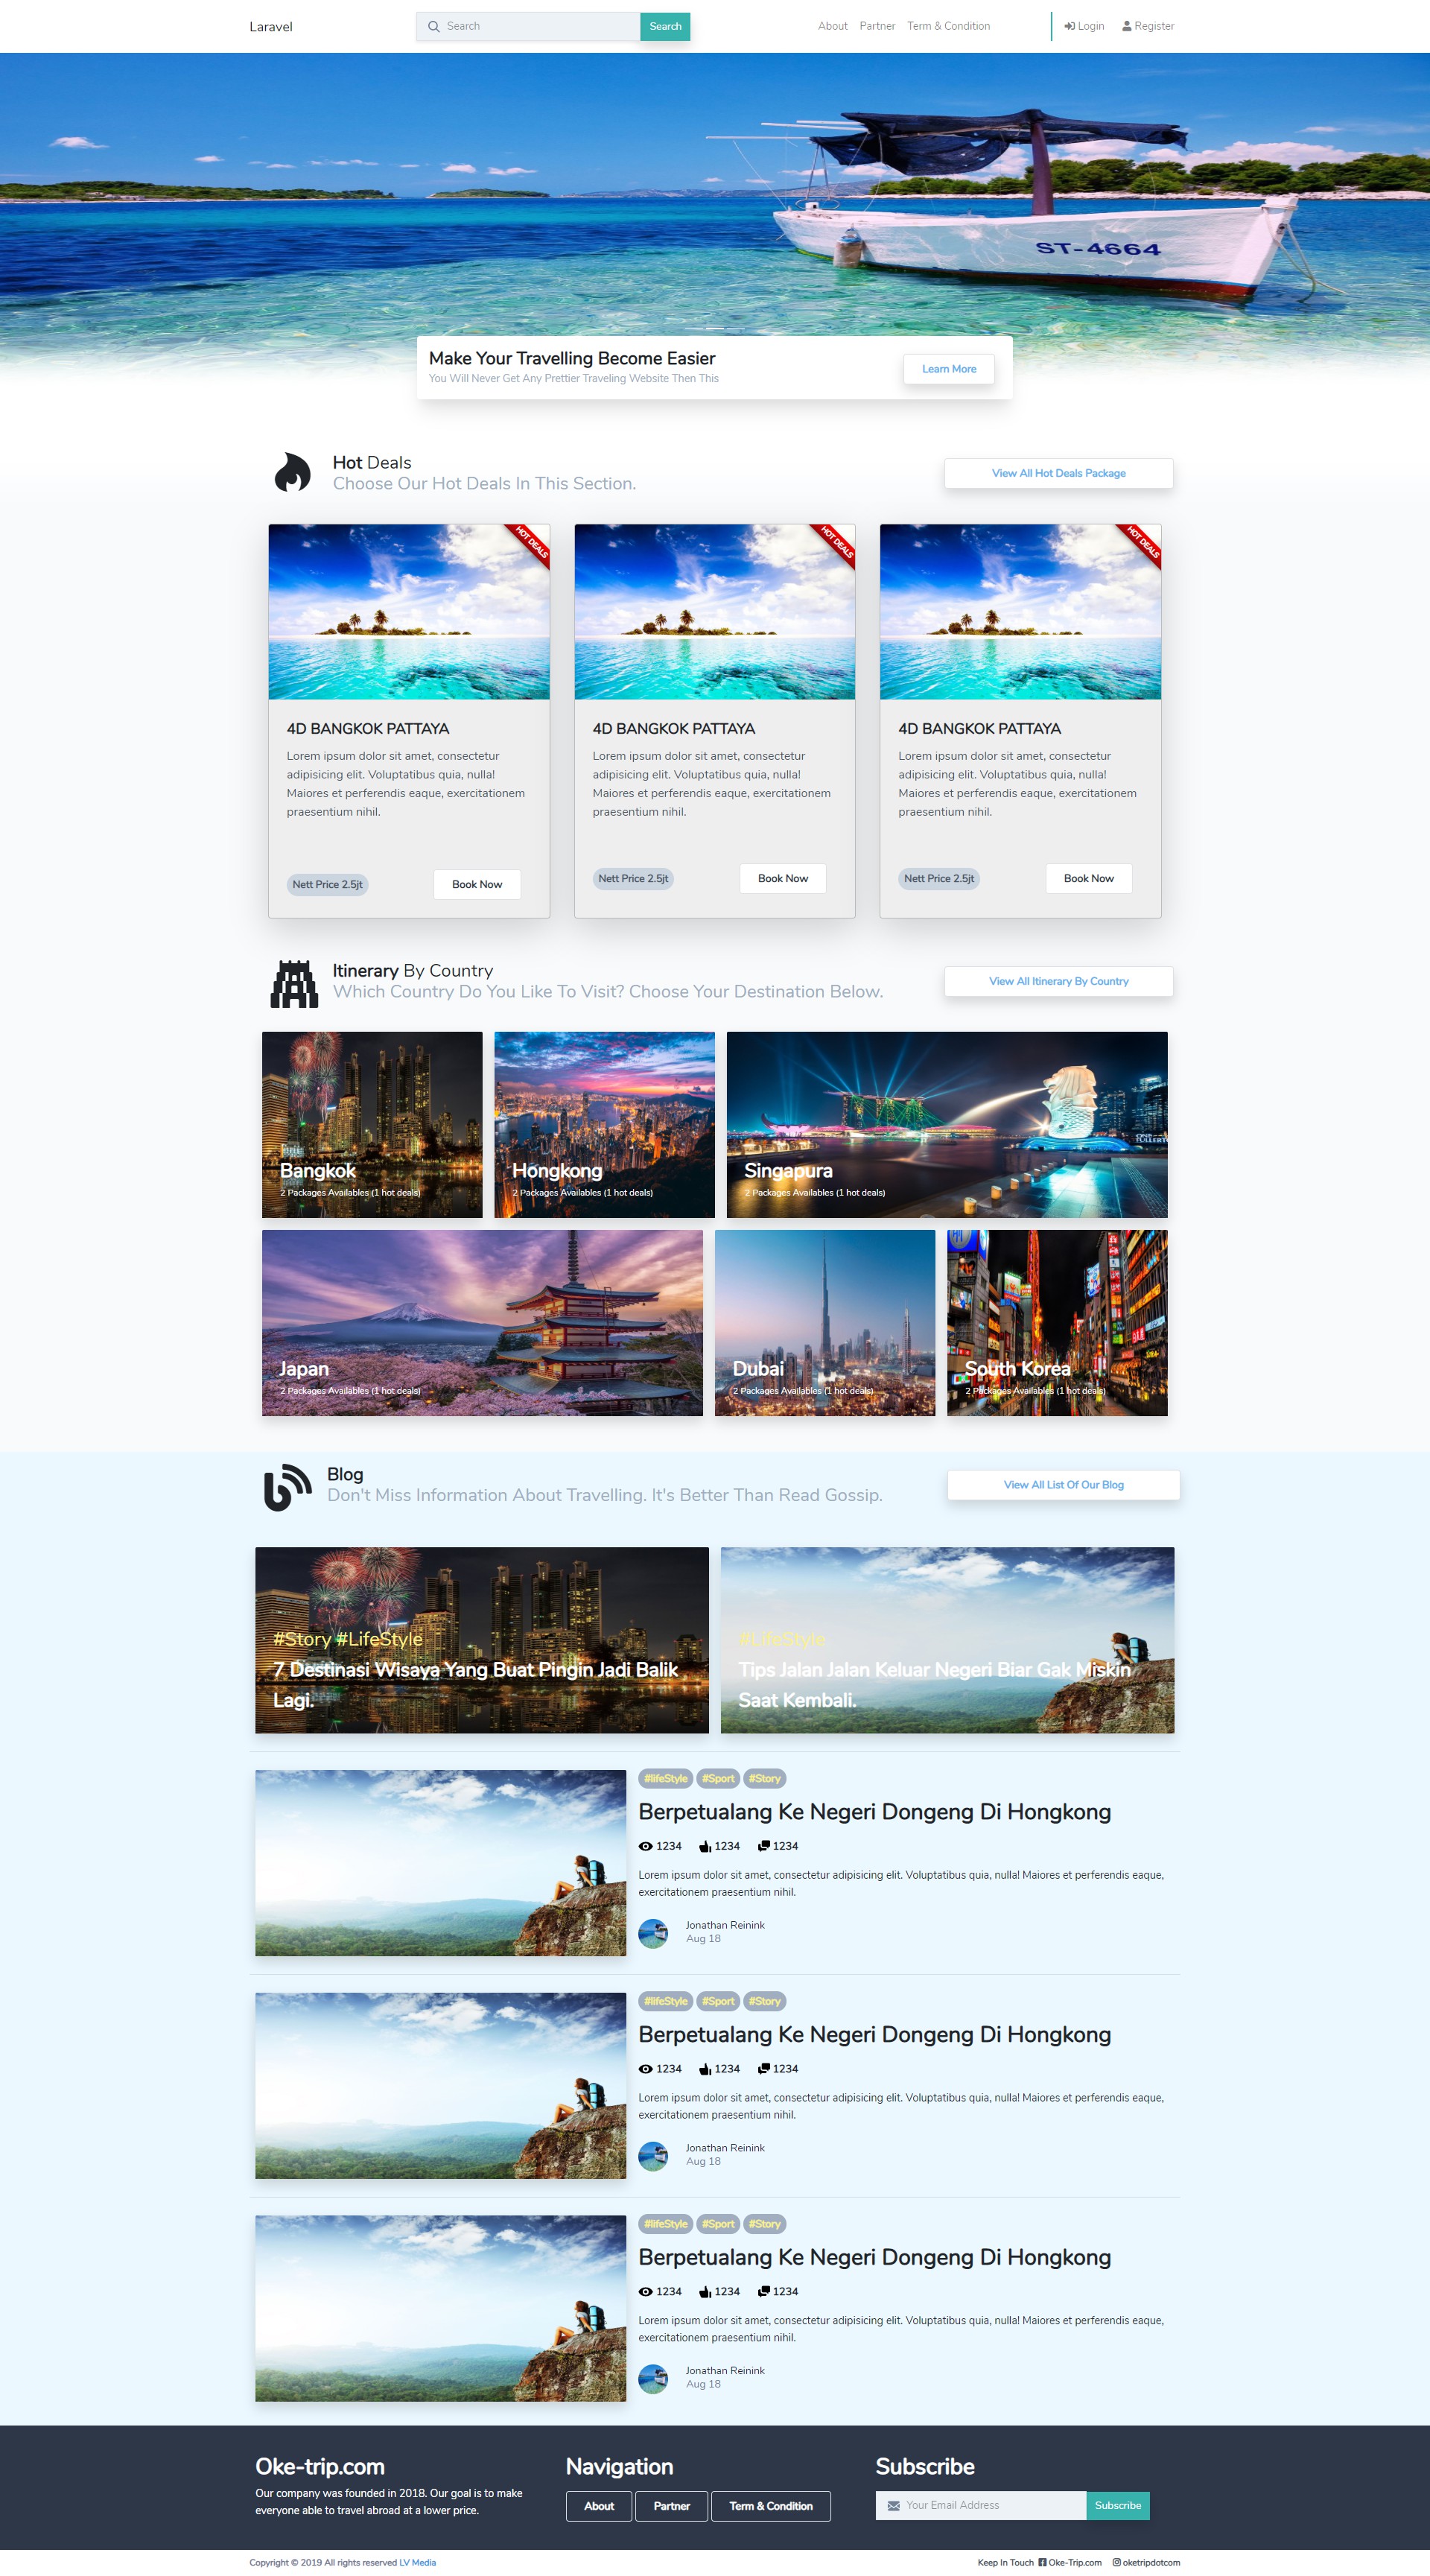 Laravel
Search
Search
About Partner Term & Condition
Login Register
ST-4664
Make Your Travelling Become Easier
You Will Never Get Any Prettier Traveling Website Then This
Learn More
Hot Deals
Choose Our Hot Deals In This Section.
View All Hot Deals Package
HOT DEALS
HOT DEALS
HOT DEALS
4D BANGKOK PATTAYA
Lorem ipsum dolor sit amet, consectetur
adipisicing elit. Voluptatibus quia, nulla!
Maiores et perferendis eaque, exercitationem
praesentium nihil.
Nett Price 2.5jt
Book Now
4D BANGKOK PATTAYA
Lorem ipsum dolor sit amet, consectetur
adipisicing elit. Voluptatibus quia, nulla!
Maiores et perferendis eaque, exercitationem
praesentium nihil.
Nett Price 2.5jt
Book Now
4D BANGKOK PATTAYA
Lorem ipsum dolor sit amet, consectetur
adipisicing elit. Voluptatibus quia, nulla!
Maiores et perferendis eaque, exercitationem
praesentium nihil.
Nett Price 2.5jt
Book Now
Itinerary By Country
Which Country Do You Like To Visit? Choose Your Destination Below.
View All Itinerary By Country
Bangkok
2 Packages Availables (1 hot deals)
Hongkong
2 Packages Availables (1 hot deals)
Singapura
2 Packages Availables (1 hot deals)
ONE
FULLERTO
Japan
2 Packages Availables (1 hot deals)
Dubai
2 Packages Availables (1 hot deals)
South Korea
2 Packages Availables (1 hot deals)
Blog
Don't Miss Information About Travelling. It's Better Than Read Gossip.
View All List Of Our Blog
#Story #LifeStyle
7 Destinasi Wisaya Yang Buat Pingin Jadi Balik
Lagi.
#LifeStyle
Tips Jalan Jalan Keluar Negeri Biar Gak Miskin
Saat Kembali.
#lifeStyle #Sport #Story
Berpetualang Ke Negeri Dongeng Di Hongkong
1234 1234 1234
Lorem ipsum dolor sit amet, consectetur adipisicing elit. Voluptatibus quia, nulla! Maiores et perferendis eaque,
exercitationem praesentium nihil.
Jonathan Reinink
Aug 18
#lifeStyle #Sport #Story
Berpetualang Ke Negeri Dongeng Di Hongkong
1234 1234 1234
Lorem ipsum dolor sit amet, consectetur adipisicing elit. Voluptatibus quia, nulla! Maiores et perferendis eaque,
exercitationem praesentium nihil.
Jonathan Reinink
Aug 18
#lifeStyle #Sport #Story
Berpetualang Ke Negeri Dongeng Di Hongkong
1234 1234 1234
Lorem ipsum dolor sit amet, consectetur adipisicing elit. Voluptatibus quia, nulla! Maiores et perferendis eaque,
exercitationem praesentium nihil.
Jonathan Reinink
Aug 18
Oke-trip.com
Our company was founded in 2018. Our goal is to make
everyone able to travel abroad at a lower price.
Navigation
About Partner Term & Condition
Subscribe
Your Email Address
Subscribe
Copyright © 2019 All rights reserved LV Media
Keep In Touch Oke-Trip.com oketripdotcom